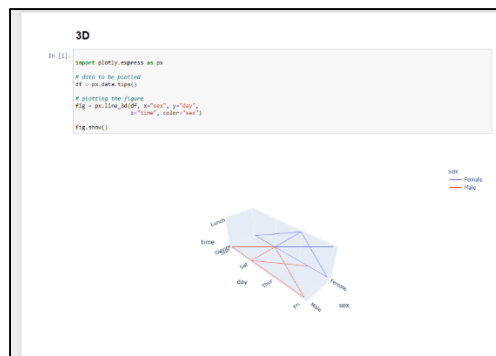 3D
In [1]:
import plotly.express as px
# data to be plotted
df = px.data.tips()
# plotting the figure
fig = px.line_3d(df, x="sex", y="day",
z="time", color="sex")
fig.show()
sex
Female
Male
Lunch
time
Dinner
Sat
day
Thur
Fri
Female
Male
sex